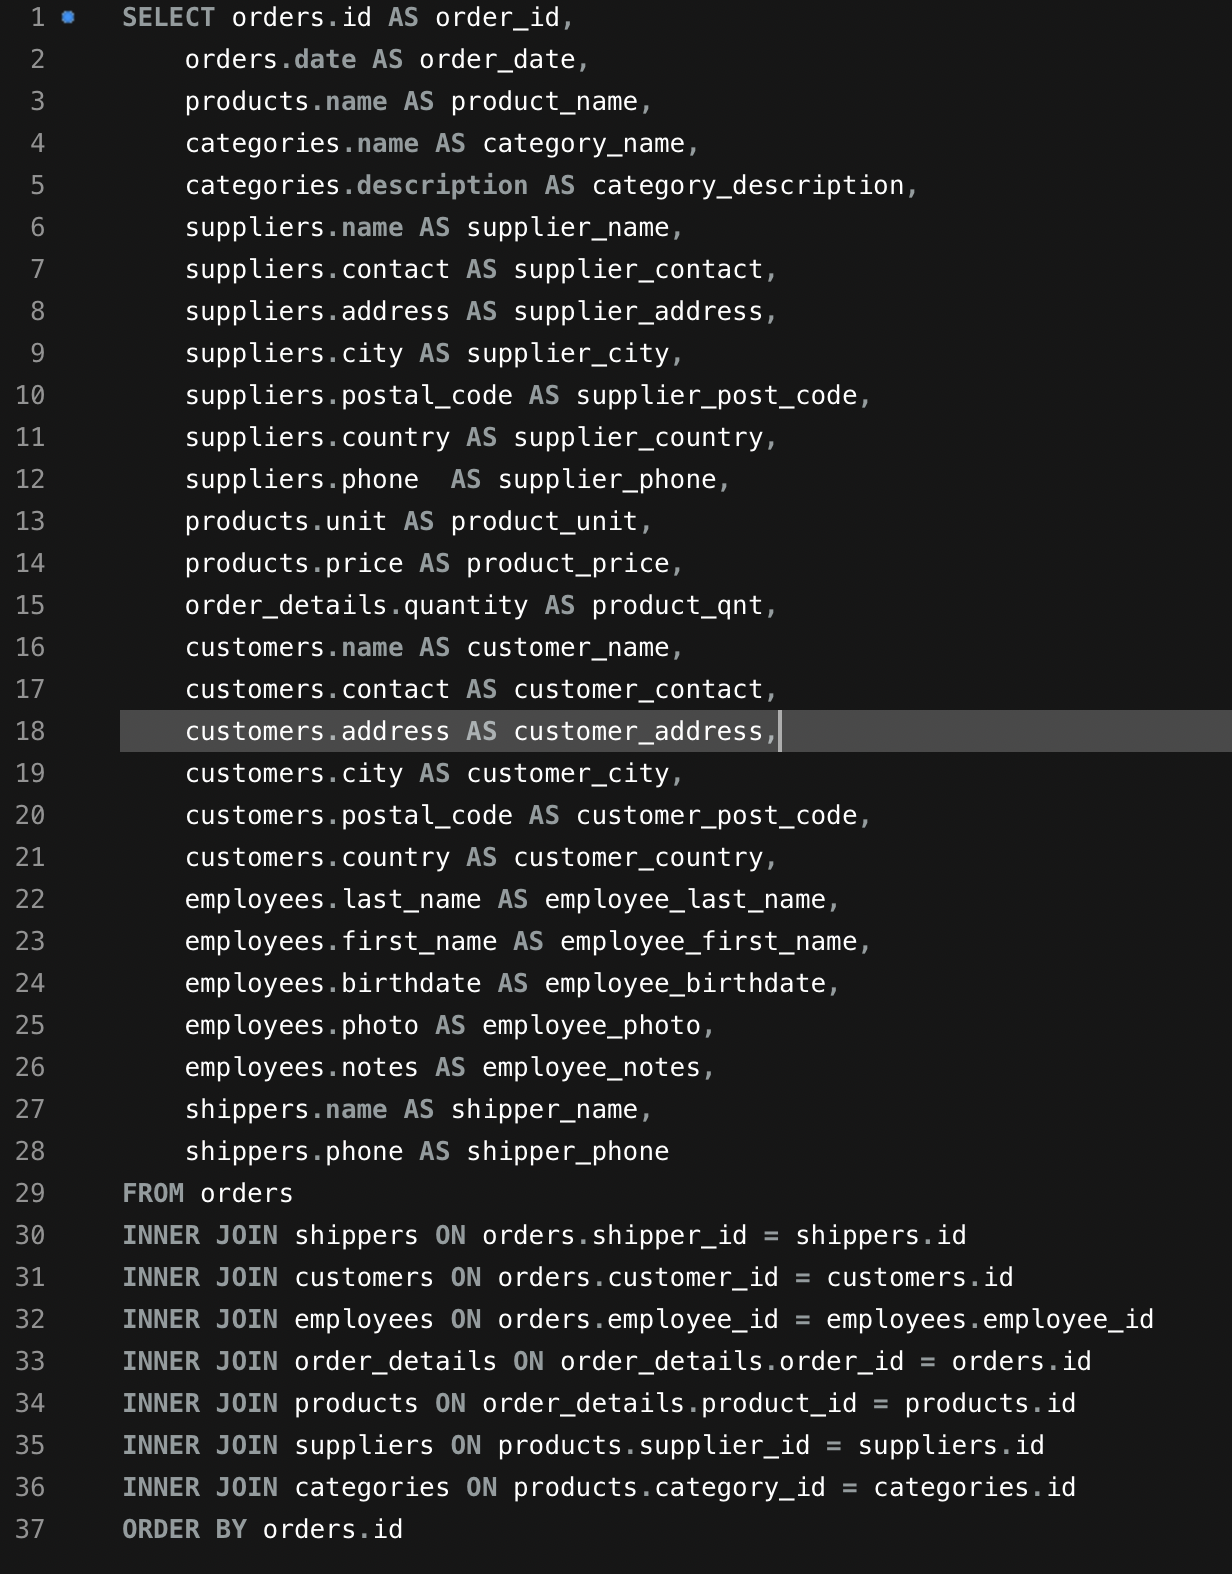 1 SELECT orders.id AS order_id,
2 orders.date AS order_date,
3 products.name AS product_name,
4 categories.name AS category_name,
5 categories.description AS category_description,
6 suppliers.name AS supplier_name,
7 suppliers.contact AS supplier_contact,
8 suppliers.address AS supplier_address,
9 suppliers.city AS supplier_city,
10 suppliers.postal_code AS supplier_post_code,
11 suppliers.country AS supplier_country,
12 suppliers.phone  AS supplier_phone,
13 products.unit AS product_unit,
14 products.price AS product_price,
15 order_details.quantity AS product_qnt,
16 customers.name AS customer_name,
17 customers.contact AS customer_contact,
18 customers.address AS customer_address,
19 customers.city AS customer_city,
20 customers.postal_code AS customer_post_code,
21 customers.country AS customer_country,
22 employees.last_name AS employee_last_name,
23 employees.first_name AS employee_first_name,
24 employees.birthdate AS employee_birthdate,
25 employees.photo AS employee_photo,
26 employees.notes AS employee_notes,
27 shippers.name AS shipper_name,
28 shippers.phone AS shipper_phone
29 FROM orders
30 INNER JOIN shippers ON orders.shipper_id = shippers.id
31 INNER JOIN customers ON orders.customer_id = customers.id
32 INNER JOIN employees ON orders.employee_id = employees.employee_id
33 INNER JOIN order_details ON order_details.order_id = orders.id
34 INNER JOIN products ON order_details.product_id = products.id
35 INNER JOIN suppliers ON products.supplier_id = suppliers.id
36 INNER JOIN categories ON products.category_id = categories.id
37 ORDER BY orders.id